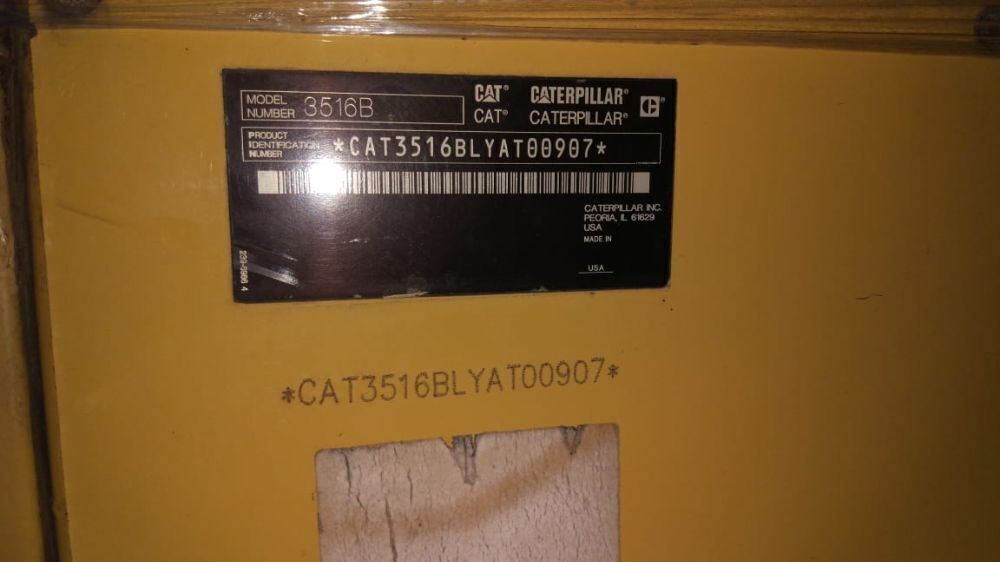 MODEL NUMBER 3516B
CAT® CATERPILLAR®
CAT® CATERPILLAR®
PRODUCT
IDENTIFICATION
NUMBER
*CAT3516BLYAT00907*
CATERPILLAR INC.
PEORIA, IL 61629
USA
MADE IN
USA
*CAT3516BLYAT00907*